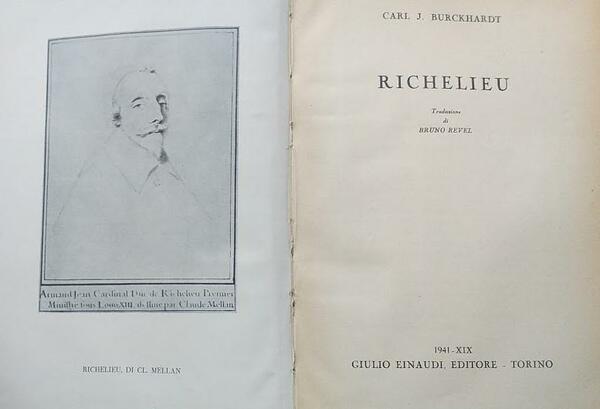 Armand Jean Cardinal Duc de Richelieu Premier
Ministre sous Louis XIII. dessiné par Claude Mellan
RICHELIEU, DI CL. MELLAN
CARL J. BURCKHARDT
RICHELIEU
Traduzione
di
BRUNO REVEL
1941-XIX
GIULIO EINAUDI, EDITORE - TORINO